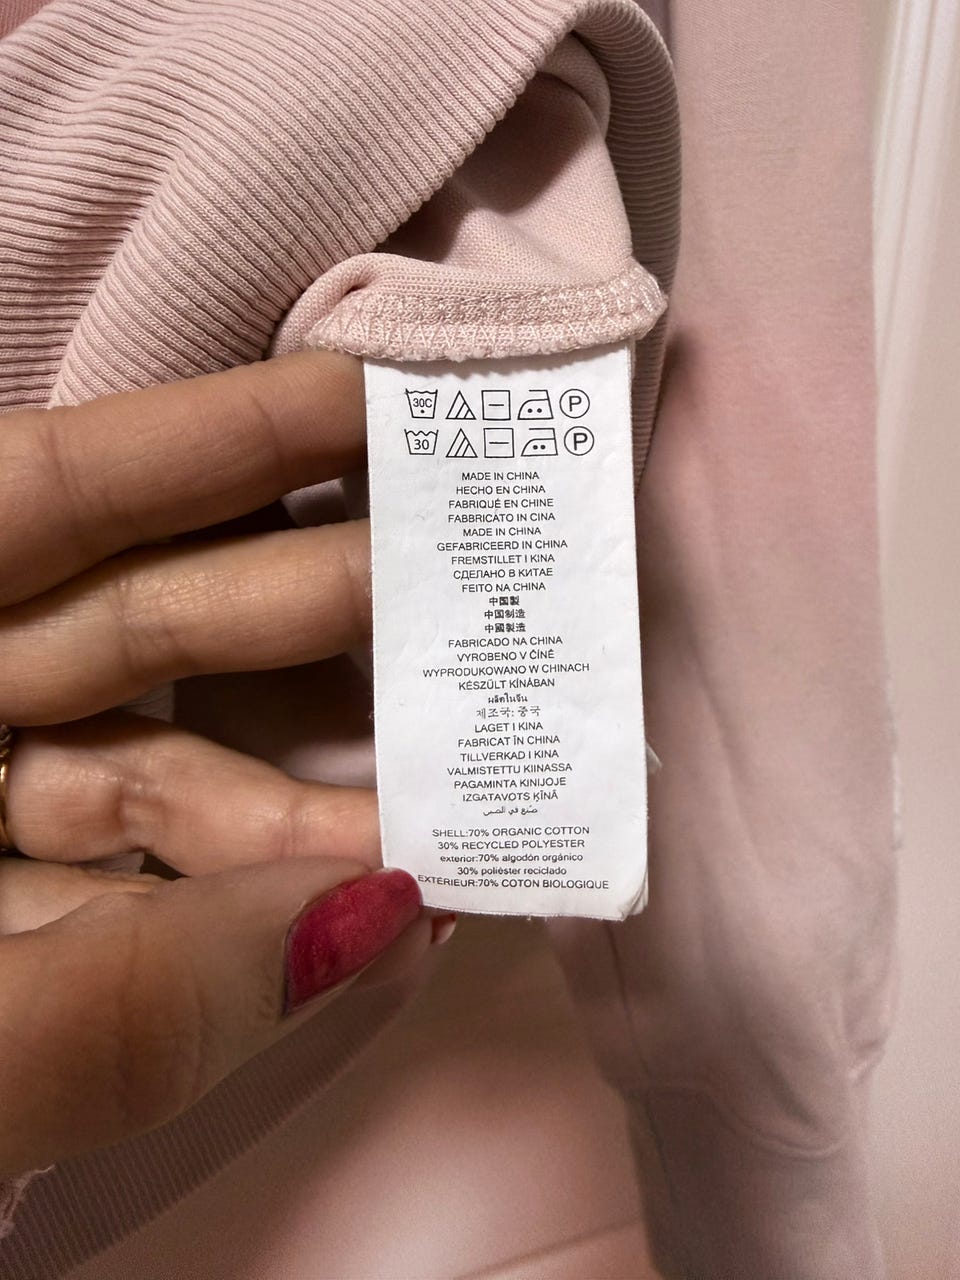 30C P
30 P
MADE IN CHINA
HECHO EN CHINA
FABRIQUÉ EN CHINE
FABBRICATO IN CINA
MADE IN CHINA
GEFABRICEERD IN CHINA
FREMSTILLET I KINA
СДЕЛАНО В КИТАЕ
FEITO NA CHINA
中国製
中国制造
中國製造
FABRICADO NA CHINA
VYROBENO V ČÍNĚ
WYPRODUKOWANO W CHINACH
KÉSZÜLT KÍNÁBAN
ผลิตในจีน
제조국: 중국
LAGET I KINA
FABRICAT ÎN CHINA
TILLVERKAD I KINA
VALMISTETTU KIINASSA
PAGAMINTA KINIJOJE
IZGATAVOTS ĶĪNĀ
صنع في الصين
SHELL:70% ORGANIC COTTON
30% RECYCLED POLYESTER
exterior:70% algodón orgánico
30% poliéster reciclado
EXTÉRIEUR:70% COTON BIOLOGIQUE